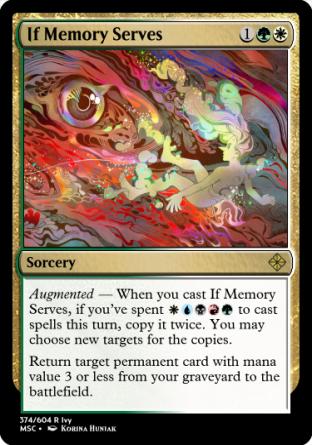 If Memory Serves 1
Sorcery
Augmented — When you cast If Memory
Serves, if you've spent to cast
spells this turn, copy it twice. You may
choose new targets for the copies.
Return target permanent card with mana
value 3 or less from your graveyard to the
battlefield.
374/604 R Ivy
MSC • Korina Huniak